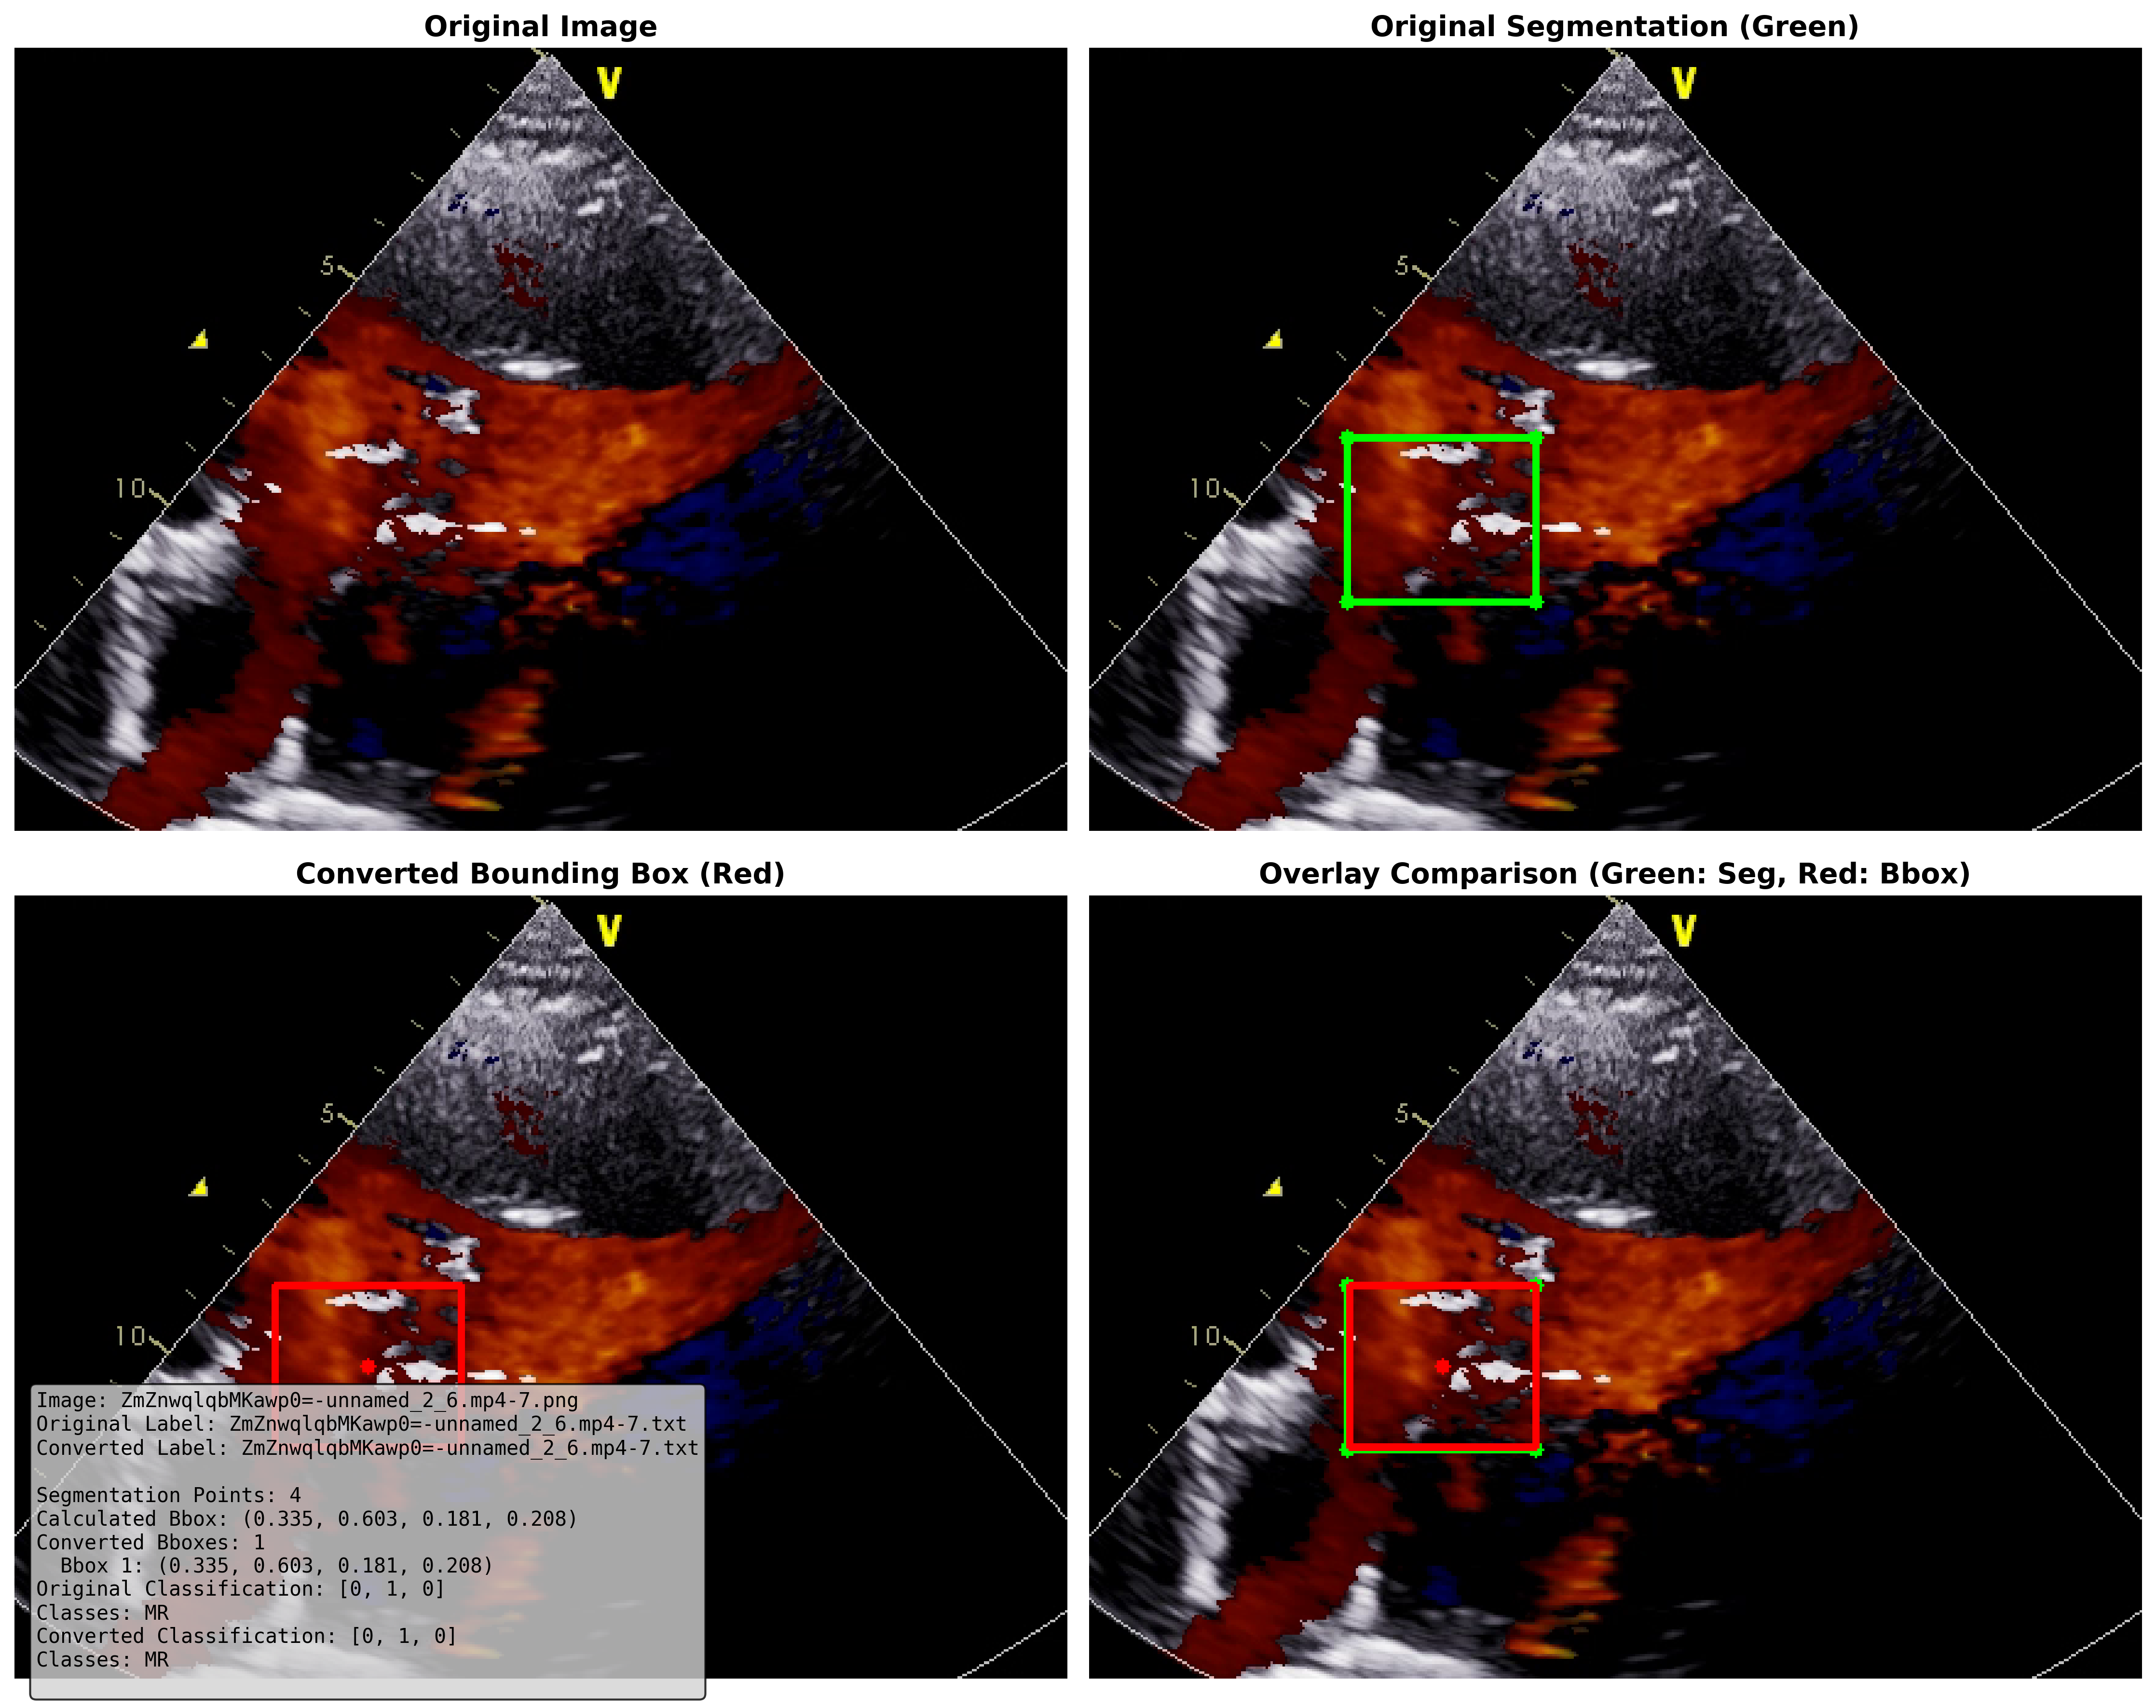 Original Image
Original Segmentation (Green)
V
5
10
V
5
10
Converted Bounding Box (Red)
Overlay Comparison (Green: Seg, Red: Bbox)
V
5
10
V
5
10
Image: ZmZnwqlqbMKawp0=-unnamed_2_6.mp4-7.png
Original Label: ZmZnwqlqbMKawp0=-unnamed_2_6.mp4-7.txt
Converted Label: ZmZnwqlqbMKawp0=-unnamed_2_6.mp4-7.txt
Segmentation Points: 4
Calculated Bbox: (0.335, 0.603, 0.181, 0.208)
Converted Bboxes: 1
Bbox 1: (0.335, 0.603, 0.181, 0.208)
Original Classification: [0, 1, 0]
Classes: MR
Converted Classification: [0, 1, 0]
Classes: MR